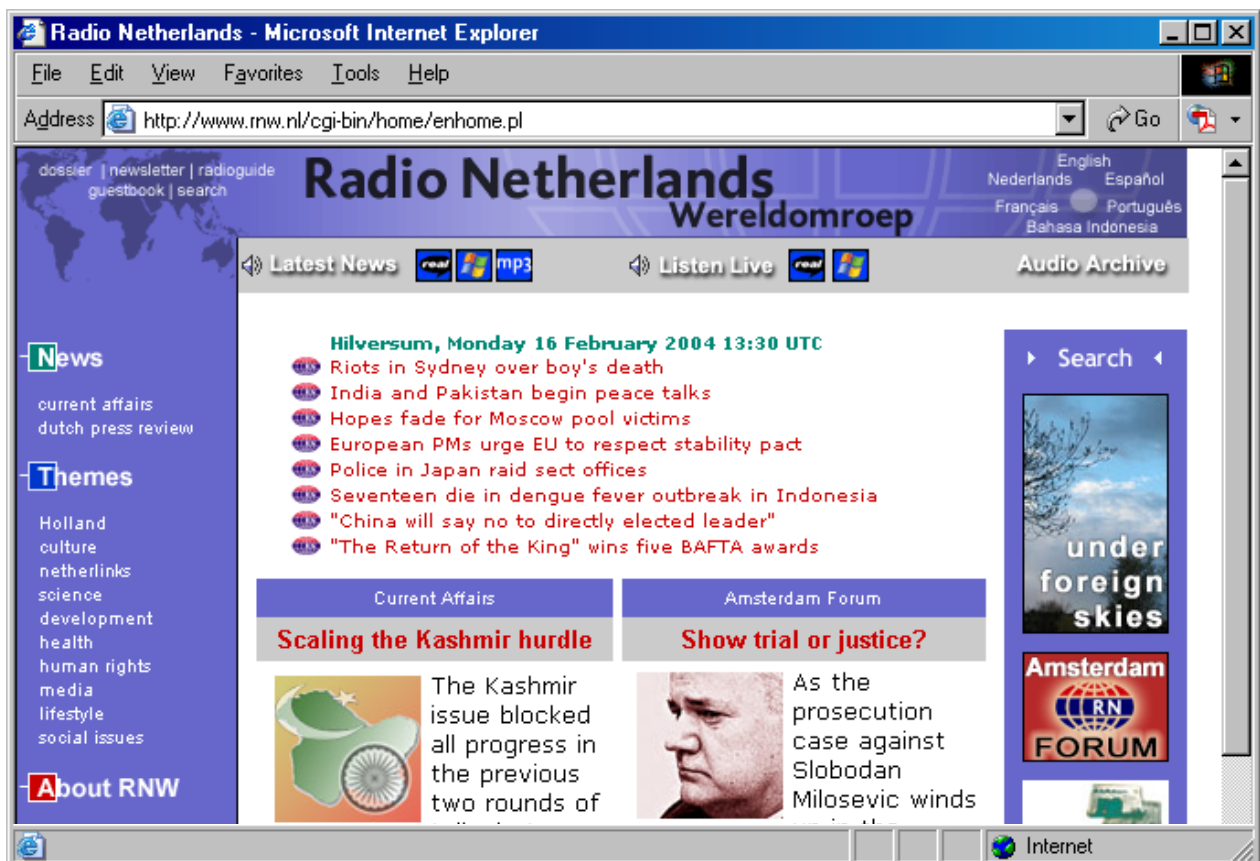 Radio Netherlands - Microsoft Internet Explorer
File Edit View Favorites Tools Help
Address http://www.rnw.nl/cgi-bin/home/enhome.pl Go
dossier | newsletter | radioguide
guestbook | search
Radio Netherlands
Wereldomroep
English
Nederlands Español
Français Português
Bahasa Indonesia
Latest News real mp3 Listen Live real Audio Archive
News
current affairs
dutch press review
Themes
Holland
culture
netherlinks
science
development
health
human rights
media
lifestyle
social issues
About RNW
Hilversum, Monday 16 February 2004 13:30 UTC
Riots in Sydney over boy's death
India and Pakistan begin peace talks
Hopes fade for Moscow pool victims
European PMs urge EU to respect stability pact
Police in Japan raid sect offices
Seventeen die in dengue fever outbreak in Indonesia
"China will say no to directly elected leader"
"The Return of the King" wins five BAFTA awards
Current Affairs
Scaling the Kashmir hurdle
The Kashmir
issue blocked
all progress in
the previous
two rounds of
Amsterdam Forum
Show trial or justice?
As the
prosecution
case against
Slobodan
Milosevic winds
Search
under
foreign
skies
Amsterdam
RN
FORUM
Internet